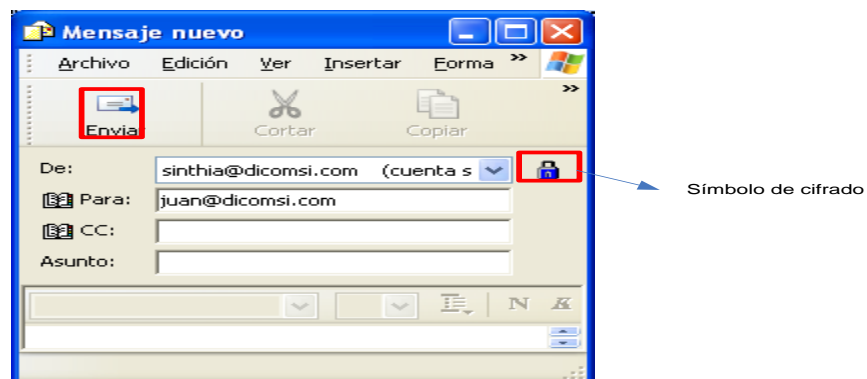 Mensaje nuevo
Archivo Edición Ver Insertar Forma »
»
Enviar Cortar Copiar
De: sinthia@dicomsi.com (cuenta s
Para: juan@dicomsi.com
CC:
Asunto:
N K
Símbolo de cifrado